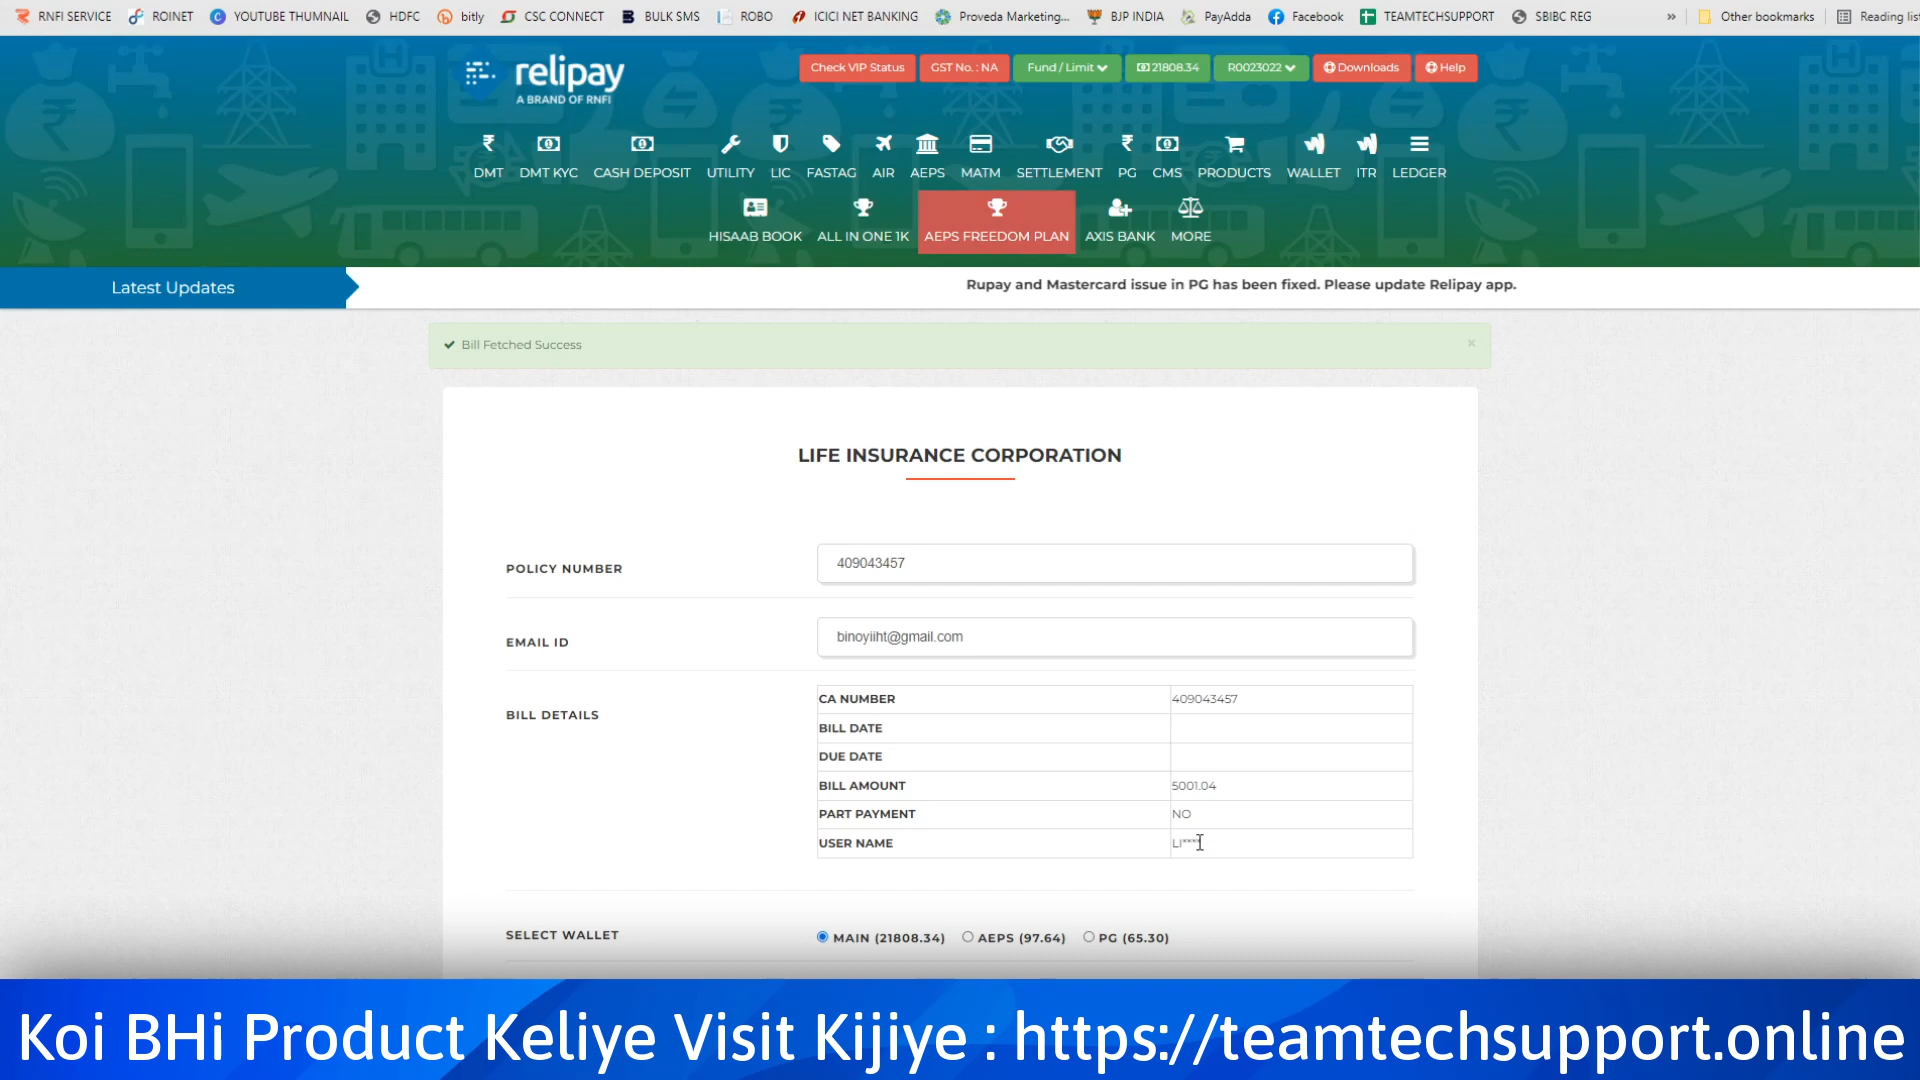 RNFI SERVICE ROINET YOUTUBE THUMNAIL HDFC bitly CSC CONNECT BULK SMS ROBO ICICI NET BANKING Proveda Marketing... BJP INDIA PayAdda Facebook TEAMTECHSUPPORT SBIBC REG » Other bookmarks Reading list
relipay
A BRAND OF RNFI
Check VIP Status GST No. : NA Fund / Limit 21808.34 R0023022 Downloads Help
DMT DMT KYC CASH DEPOSIT UTILITY LIC FASTAG AIR AEPS MATM SETTLEMENT PG CMS PRODUCTS WALLET ITR LEDGER
HISAAB BOOK ALL IN ONE 1K AEPS FREEDOM PLAN AXIS BANK MORE
Latest Updates Rupay and Mastercard issue in PG has been fixed. Please update Relipay app.
Bill Fetched Success ×
LIFE INSURANCE CORPORATION
POLICY NUMBER 409043457
EMAIL ID binoyiiht@gmail.com
BILL DETAILS
CA NUMBER 409043457
BILL DATE
DUE DATE
BILL AMOUNT 5001.04
PART PAYMENT NO
USER NAME LI****
SELECT WALLET MAIN (21808.34) AEPS (97.64) PG (65.30)
Koi BHi Product Keliye Visit Kijiye : https://teamtechsupport.online